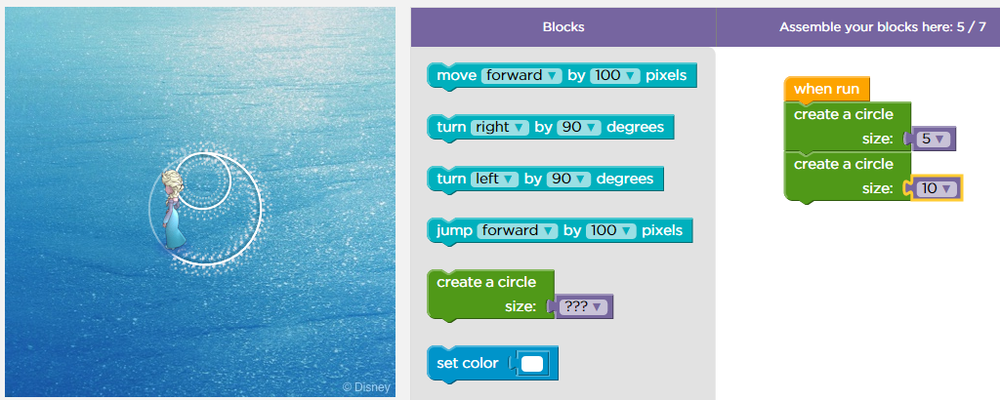 Blocks
Assemble your blocks here: 5 / 7
move forward ▼ by 100 ▼ pixels
turn right ▼ by 90 ▼ degrees
turn left ▼ by 90 ▼ degrees
jump forward ▼ by 100 ▼ pixels
create a circle
size: ??? ▼
set color
when run
create a circle
size: 5 ▼
create a circle
size: 10 ▼
© Disney